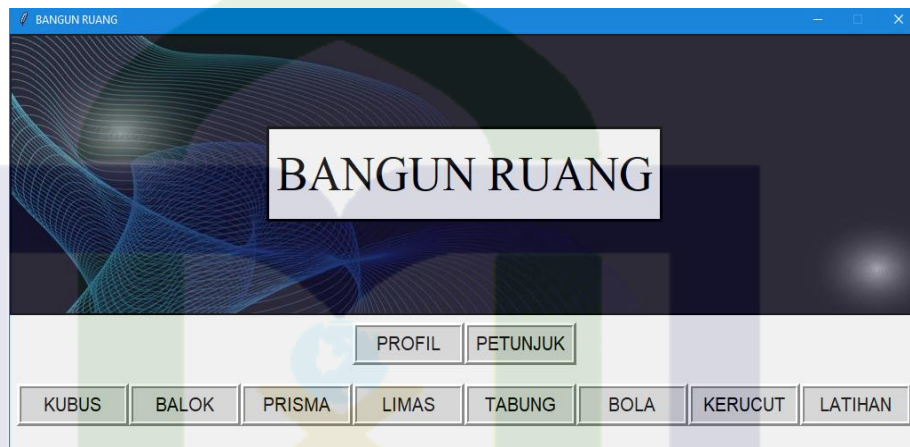 BANGUN RUANG
BANGUN RUANG
PROFIL PETUNJUK
KUBUS BALOK PRISMA LIMAS TABUNG BOLA KERUCUT LATIHAN